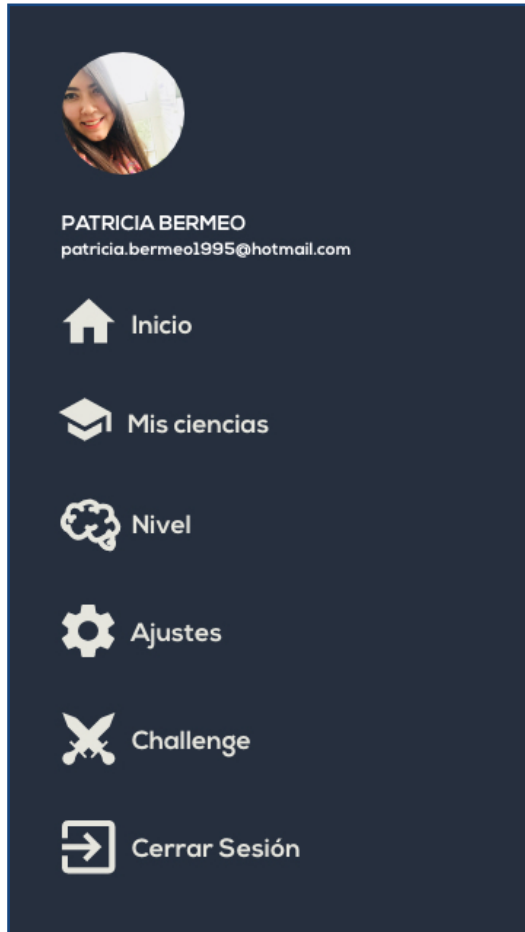 PATRICIA BERMEO
patricia.bermeo1995@hotmail.com
Inicio
Mis ciencias
Nivel
Ajustes
Challenge
Cerrar Sesión